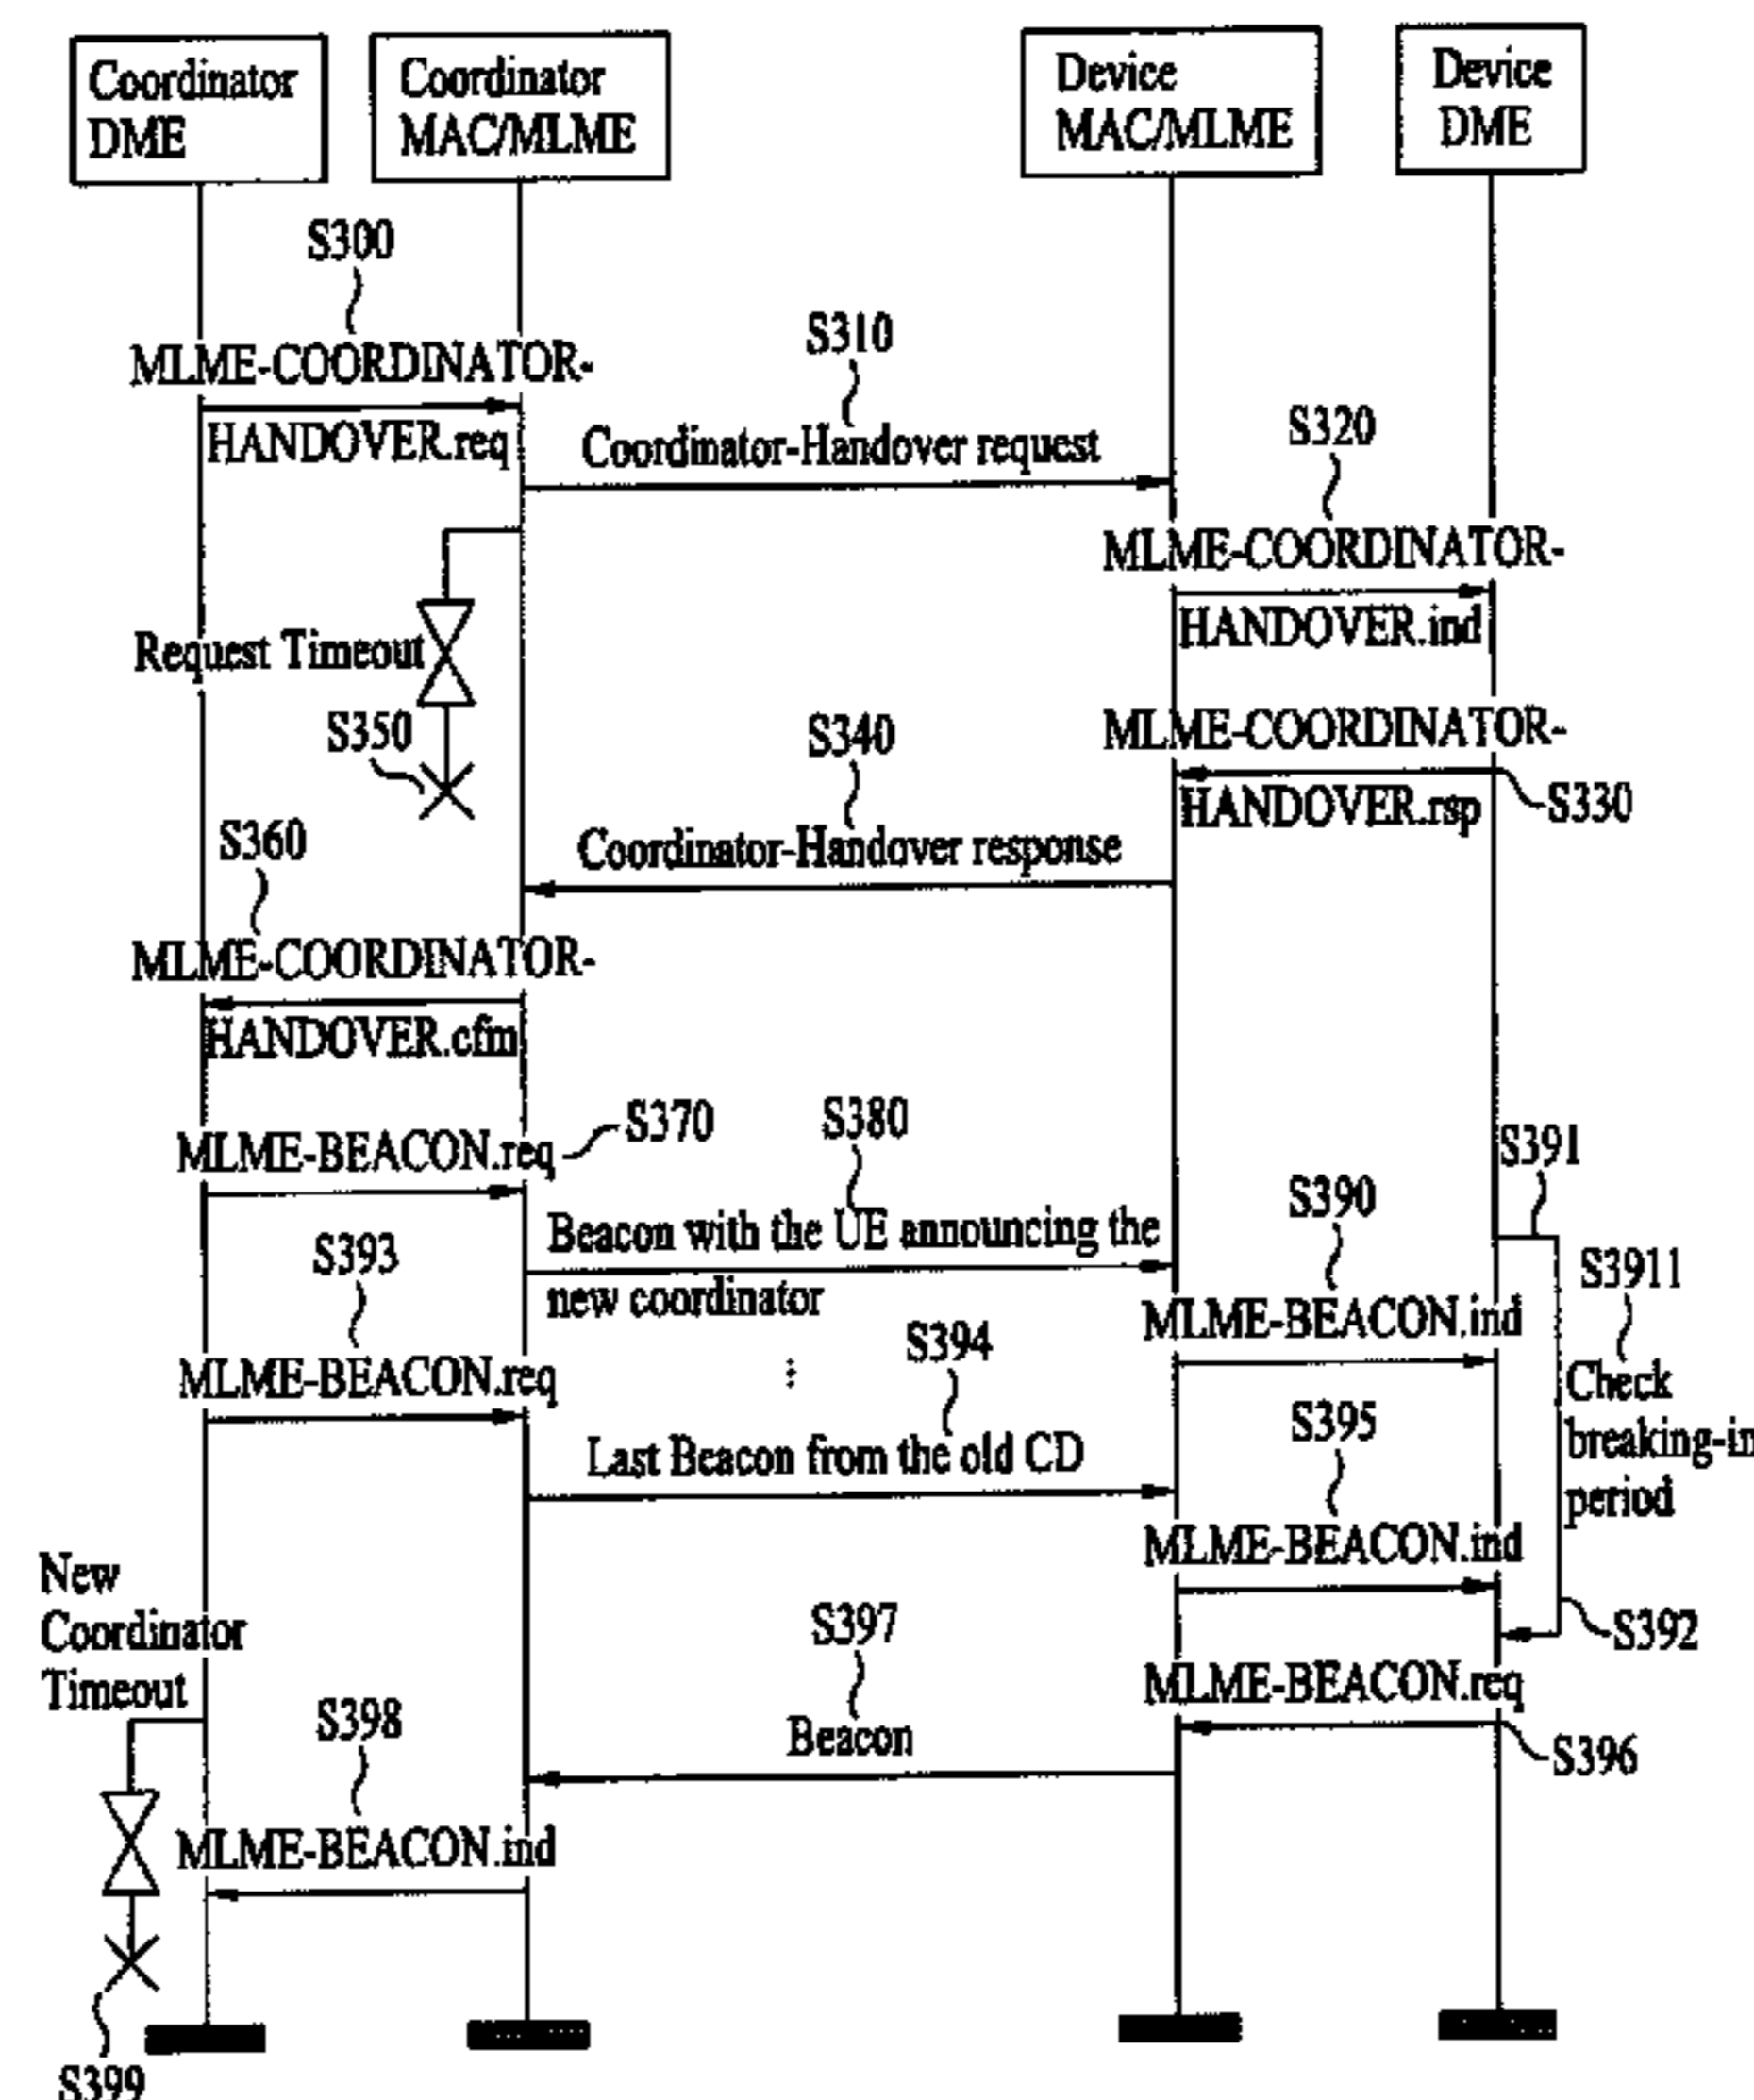 Coordinator
DME
Coordinator
MAC/MLME
Device
MAC/MLME
Device
DME
S300
MLME-COORDINATOR-
HANDOVER.req
S310
Coordinator-Handover request
S320
MLME-COORDINATOR-
HANDOVER.ind
Request Timeout
S350
MLME-COORDINATOR-
HANDOVER.rsp
S330
S340
Coordinator-Handover response
S360
MLME-COORDINATOR-
HANDOVER.cfm
MLME-BEACON.req
S370
S380
Beacon with the UE announcing the
new coordinator
S390
MLME-BEACON.ind
S391
S3911
Check
breaking-in
period
S393
MLME-BEACON.req
S394
Last Beacon from the old CD
S395
MLME-BEACON.ind
S392
MLME-BEACON.req
S396
S397
Beacon
New
Coordinator
Timeout
S398
MLME-BEACON.ind
S399